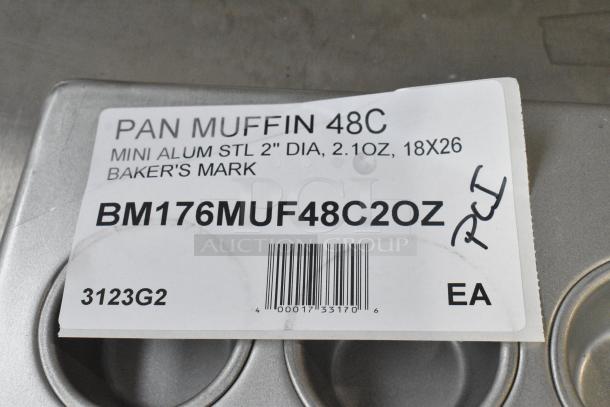 PAN MUFFIN 48C
MINI ALUM STL 2" DIA, 2.1OZ, 18X26
BAKER'S MARK
BM176MUF48C2OZ
PCI
PCI
AUCTION GROUP
3123G2
EA
4 00017 33170 6